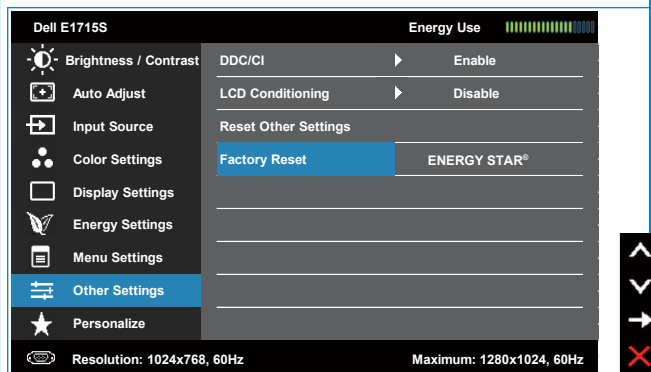 Dell E1715S Energy Use
Brightness / Contrast DDC/CI Enable
Auto Adjust LCD Conditioning Disable
Input Source Reset Other Settings
Color Settings Factory Reset ENERGY STAR®
Display Settings
Energy Settings
Menu Settings
Other Settings
Personalize
Resolution: 1024x768, 60Hz Maximum: 1280x1024, 60Hz